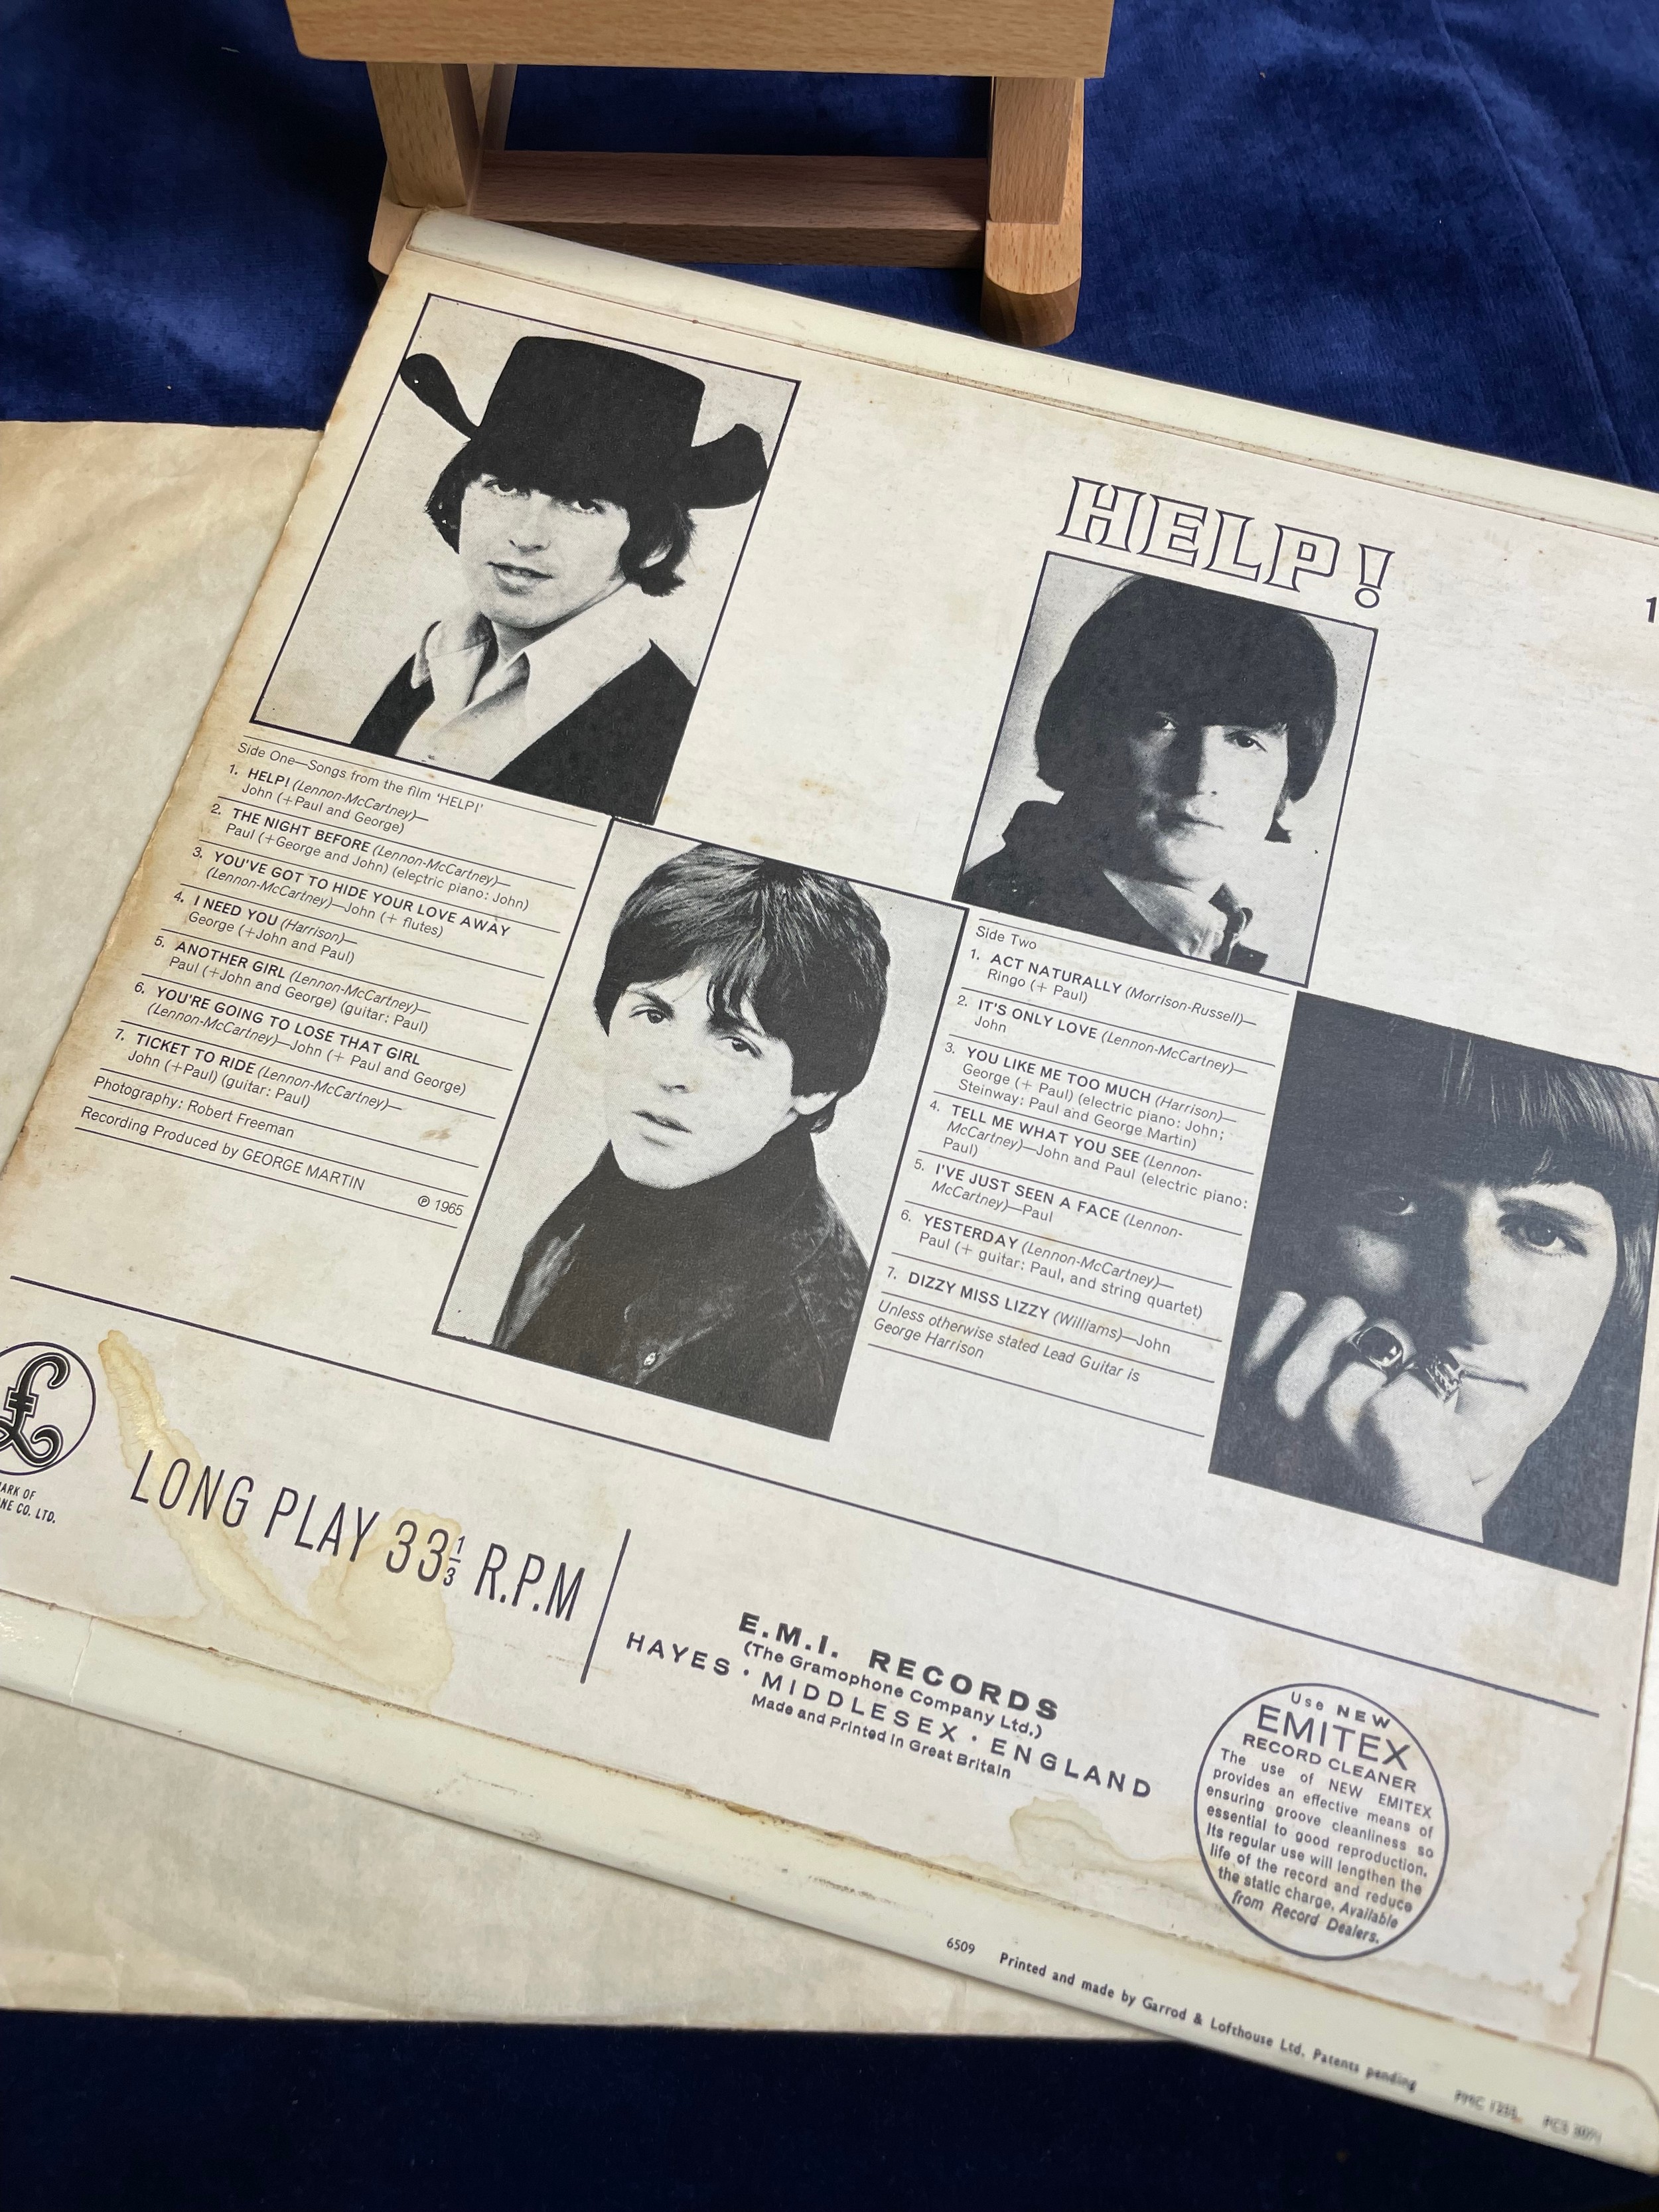 HELP!
1
Side One—Songs from the film 'HELP!'
1. HELP! (Lennon-McCartney)—
John (+Paul and George)
2. THE NIGHT BEFORE (Lennon-McCartney)—
Paul (+George and John) (electric piano: John)
3. YOU'VE GOT TO HIDE YOUR LOVE AWAY
(Lennon-McCartney)—John (+ flutes)
4. I NEED YOU (Harrison)—
George (+John and Paul)
5. ANOTHER GIRL (Lennon-McCartney)—
Paul (+John and George) (guitar: Paul)
6. YOU'RE GOING TO LOSE THAT GIRL
(Lennon-McCartney)—John (+ Paul and George)
7. TICKET TO RIDE (Lennon-McCartney)—
John (+Paul) (guitar: Paul)
Photography: Robert Freeman
Recording Produced by GEORGE MARTIN
℗ 1965
Side Two
1. ACT NATURALLY (Morrison-Russell)—
Ringo (+ Paul)
2. IT'S ONLY LOVE (Lennon-McCartney)—
John
3. YOU LIKE ME TOO MUCH (Harrison)—
George (+ Paul) (electric piano: John;
Steinway: Paul and George Martin)
4. TELL ME WHAT YOU SEE (Lennon-
McCartney)—John and Paul (electric piano:
Paul)
5. I'VE JUST SEEN A FACE (Lennon-
McCartney)—Paul
6. YESTERDAY (Lennon-McCartney)—
Paul (+ guitar: Paul, and string quartet)
7. DIZZY MISS LIZZY (Williams)—John
Unless otherwise stated Lead Guitar is
George Harrison
£
OF
CO. LTD.
LONG PLAY 33⅓ R.P.M
E.M.I. RECORDS
(The Gramophone Company Ltd.)
HAYES · MIDDLESEX · ENGLAND
Made and Printed in Great Britain
Use NEW
EMITEX
RECORD CLEANER
The use of NEW EMITEX
provides an effective means of
ensuring groove cleanliness so
essential to good reproduction.
Its regular use will lengthen the
life of the record and reduce
the static charge. Available
from Record Dealers.
6509 Printed and made by Garrod & Lofthouse Ltd. Patents pending
PCS 3071